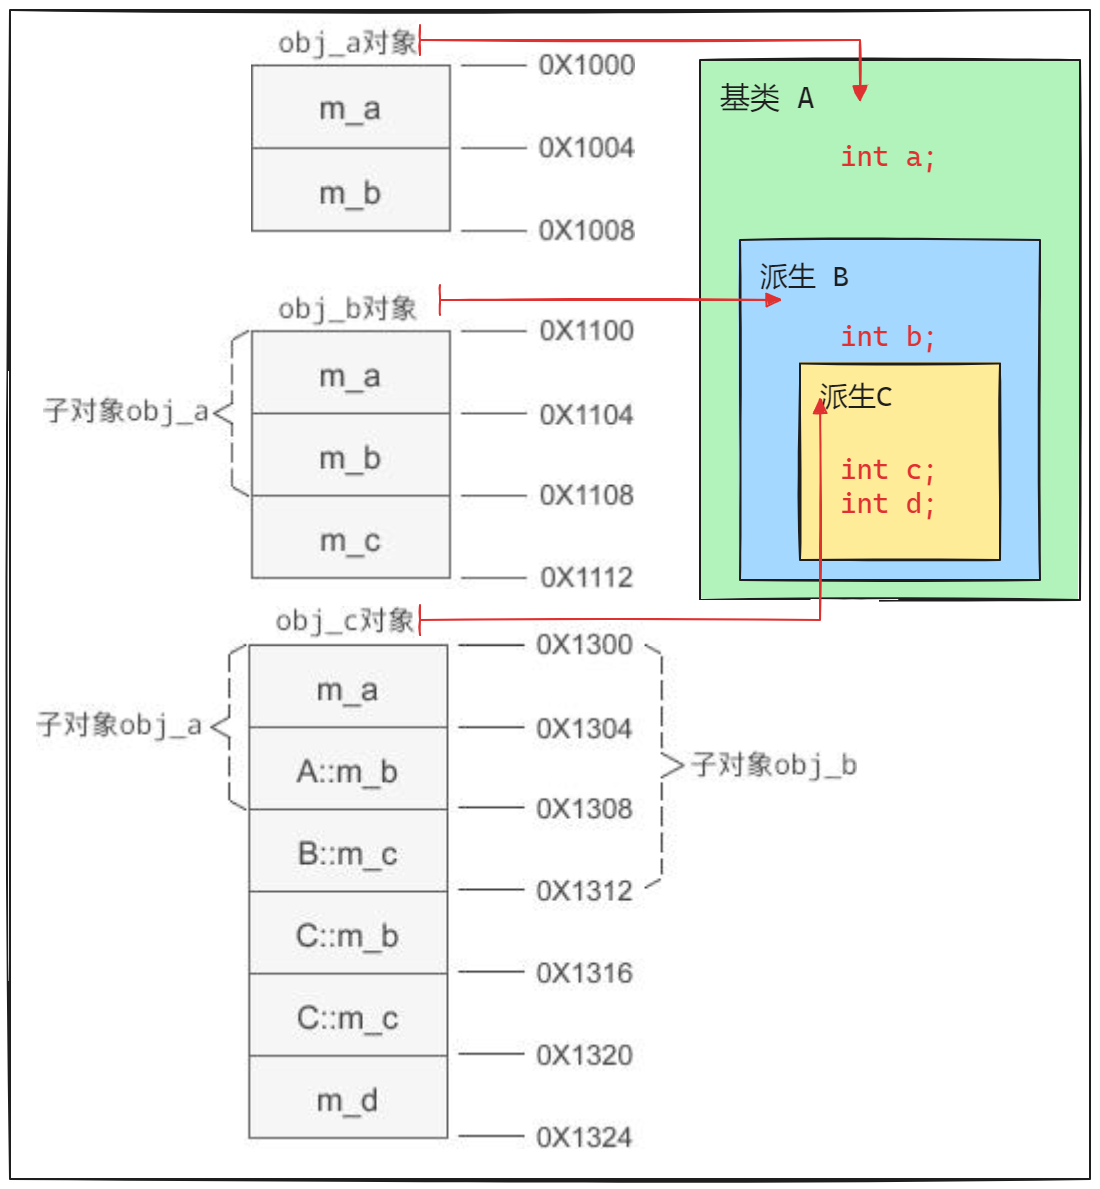 obj_a对象
0X1000
m_a
0X1004
m_b
0X1008
obj_b对象
0X1100
m_a
子对象obj_a
0X1104
m_b
0X1108
m_c
0X1112
obj_c对象
0X1300
m_a
子对象obj_a
0X1304
A::m_b
子对象obj_b
0X1308
B::m_c
0X1312
C::m_b
0X1316
C::m_c
0X1320
m_d
0X1324
基类 A
int a;
派生 B
int b;
派生C
int c;
int d;